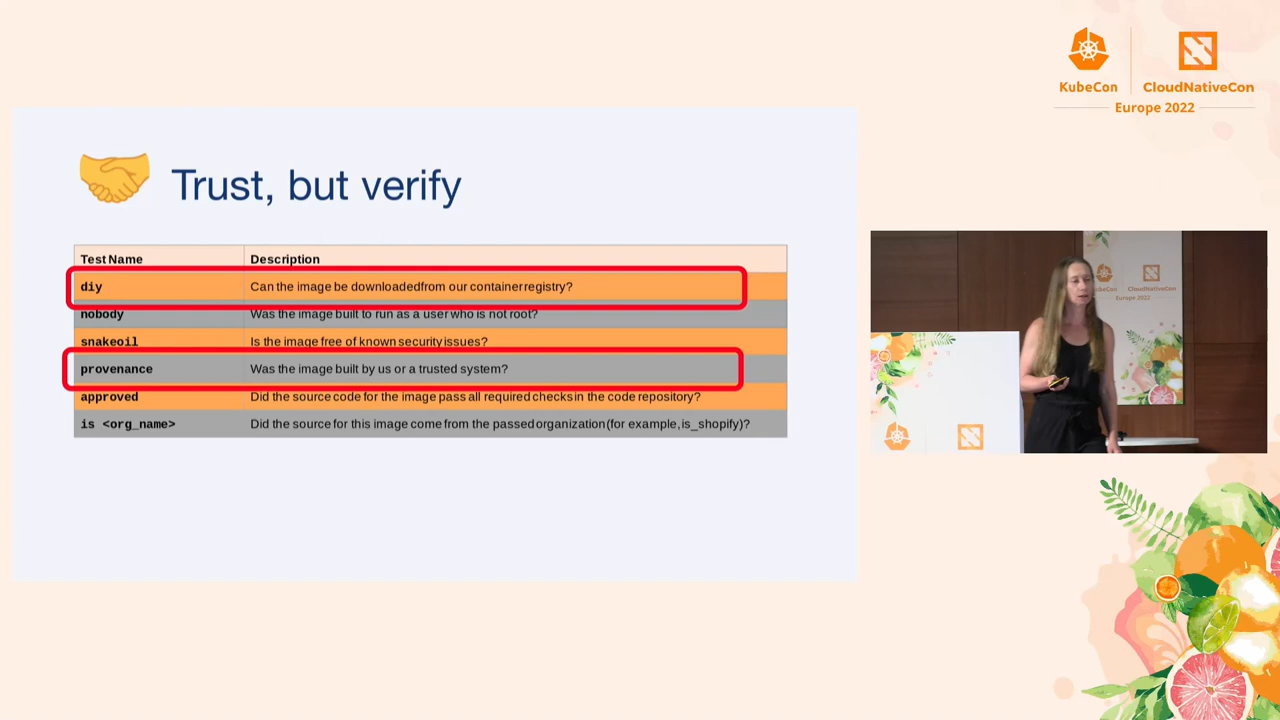 KubeCon
CloudNativeCon
Europe 2022
Trust, but verify
Test Name Description
diy Can the image be downloadedfrom our containerregistry?
nobody Was the image built to run as a user who is not root?
snakeoil Is the image free of known security issues?
provenance Was the image built by us or a trusted system?
approved Did the source code for the image pass all required checks in the code repository?
is <org_name> Did the source for this image come from the passed organization (for example, is_shopify)?
CloudNativeCon
Europe 2022